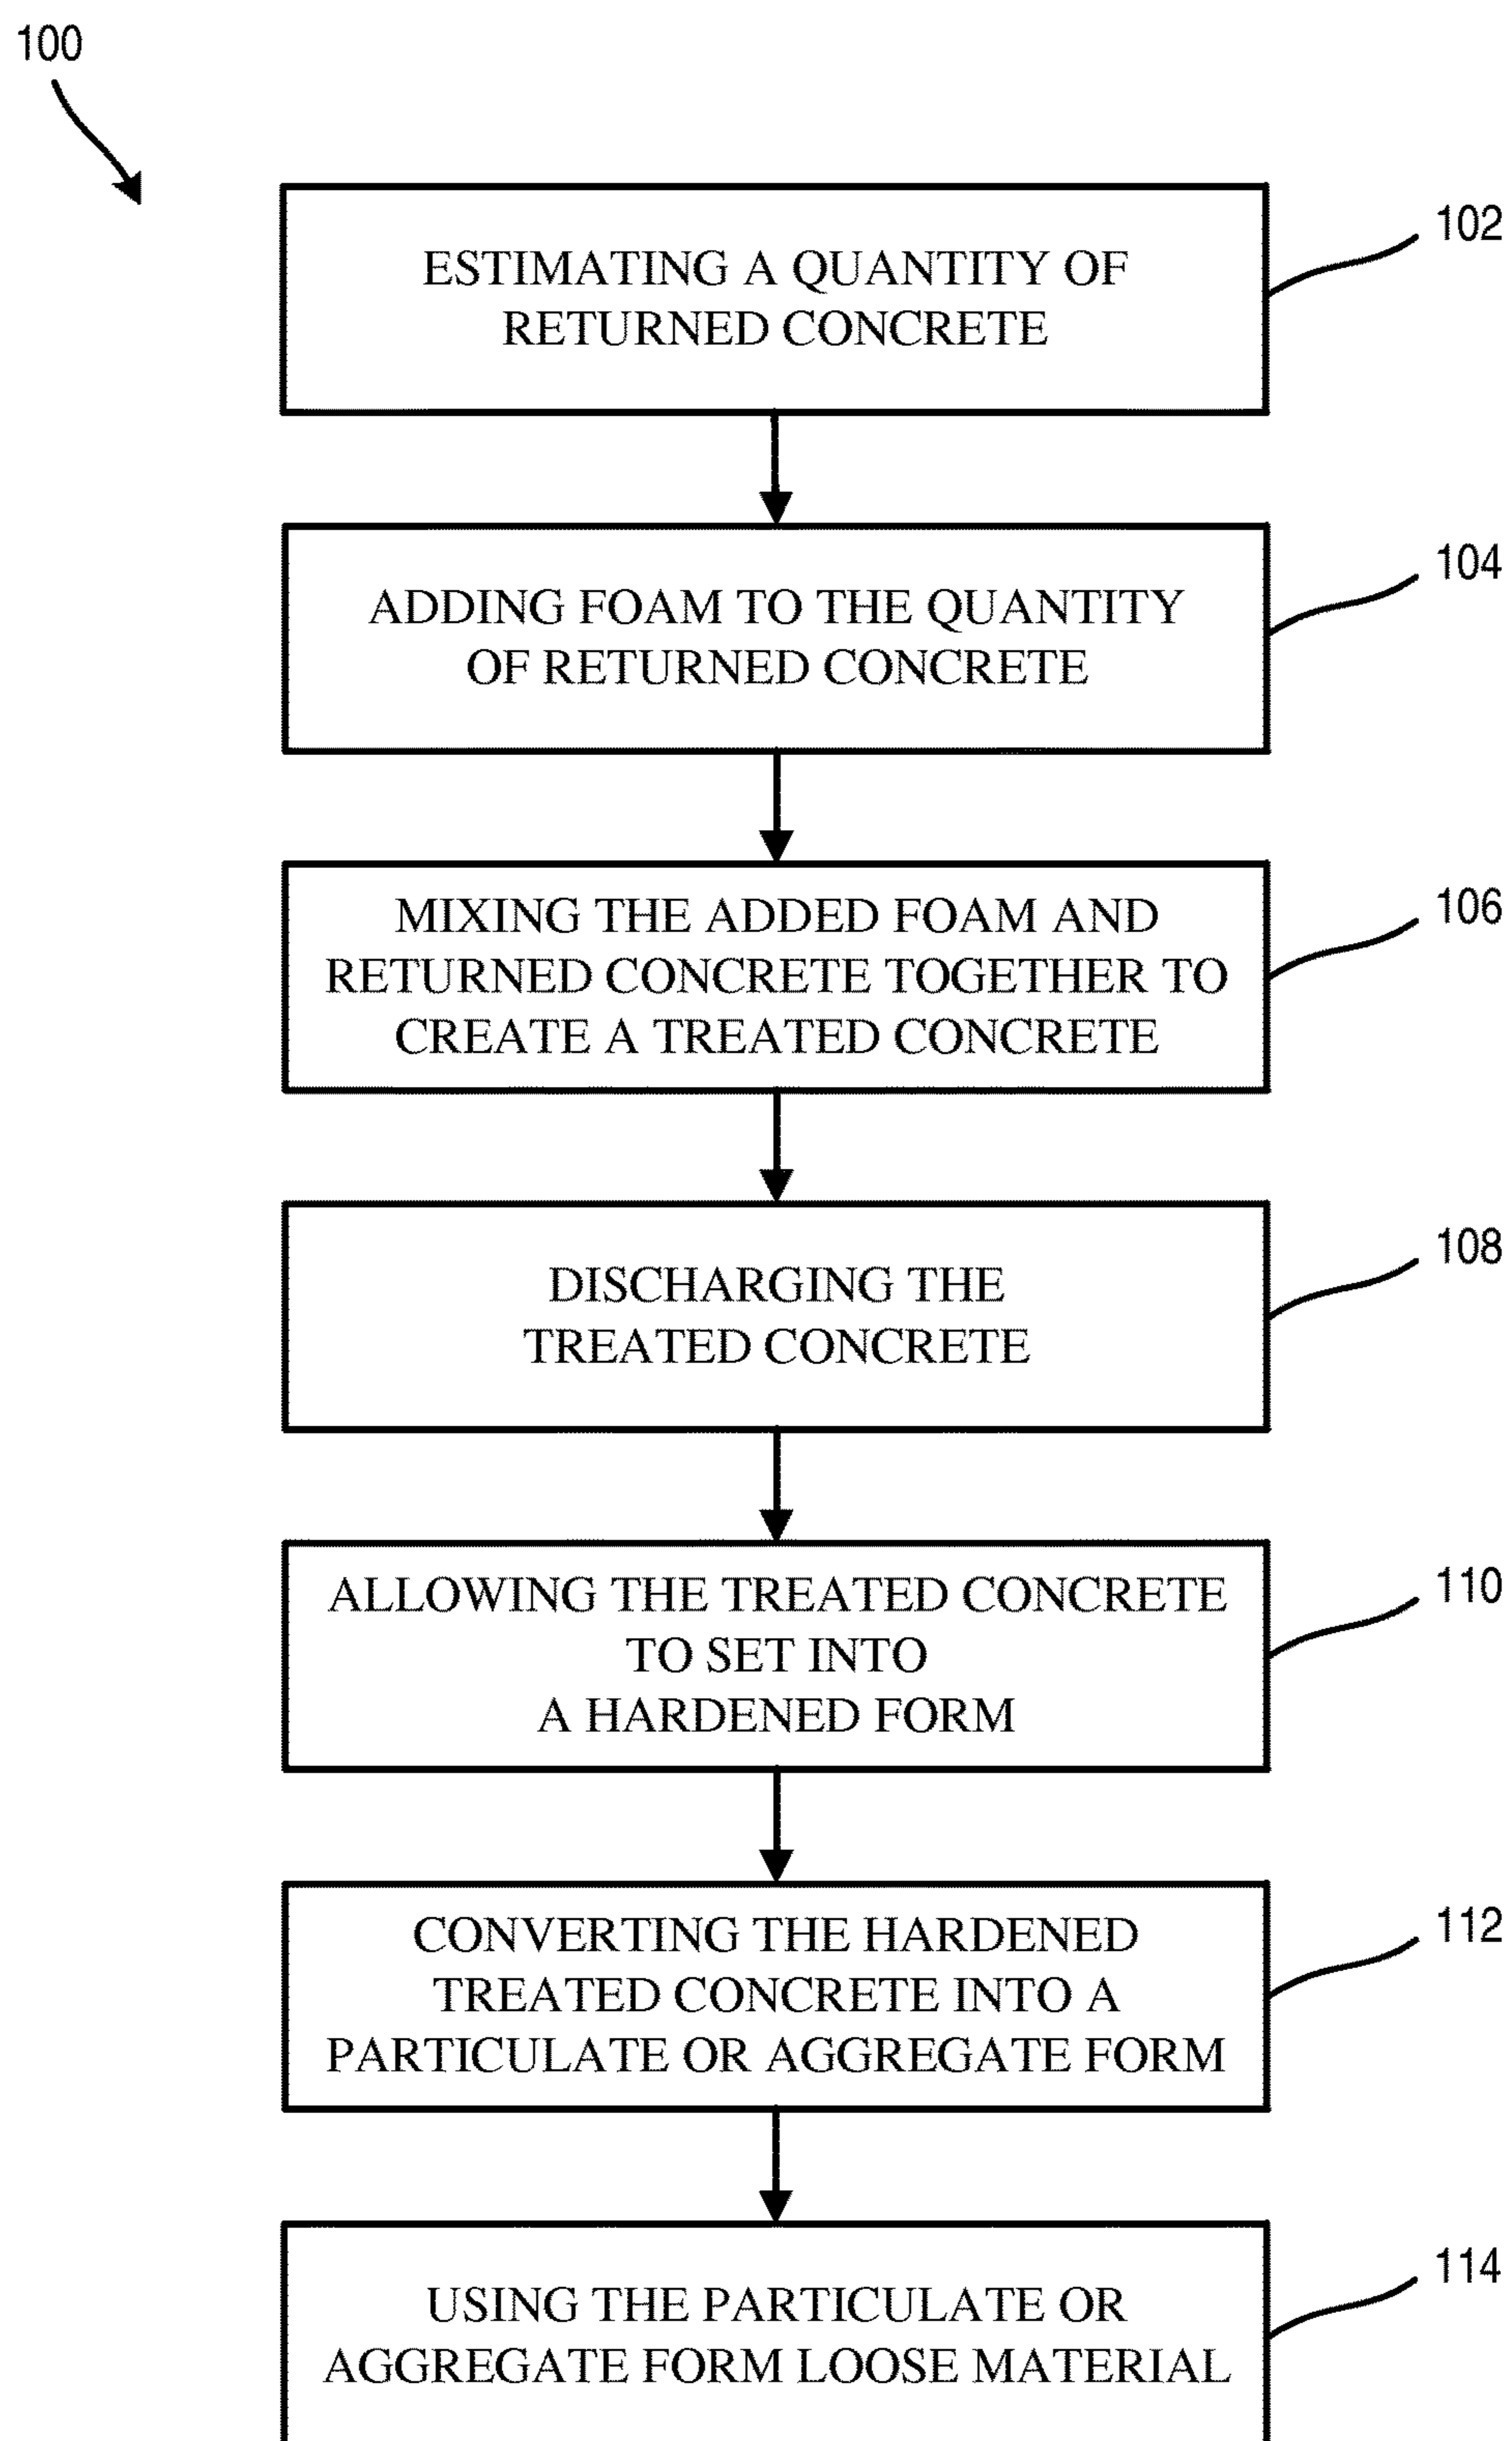 100
ESTIMATING A QUANTITY OF
RETURNED CONCRETE
102
ADDING FOAM TO THE QUANTITY
OF RETURNED CONCRETE
104
MIXING THE ADDED FOAM AND
RETURNED CONCRETE TOGETHER TO
CREATE A TREATED CONCRETE
106
DISCHARGING THE
TREATED CONCRETE
108
ALLOWING THE TREATED CONCRETE
TO SET INTO
A HARDENED FORM
110
CONVERTING THE HARDENED
TREATED CONCRETE INTO A
PARTICULATE OR AGGREGATE FORM
112
USING THE PARTICULATE OR
AGGREGATE FORM LOOSE MATERIAL
114